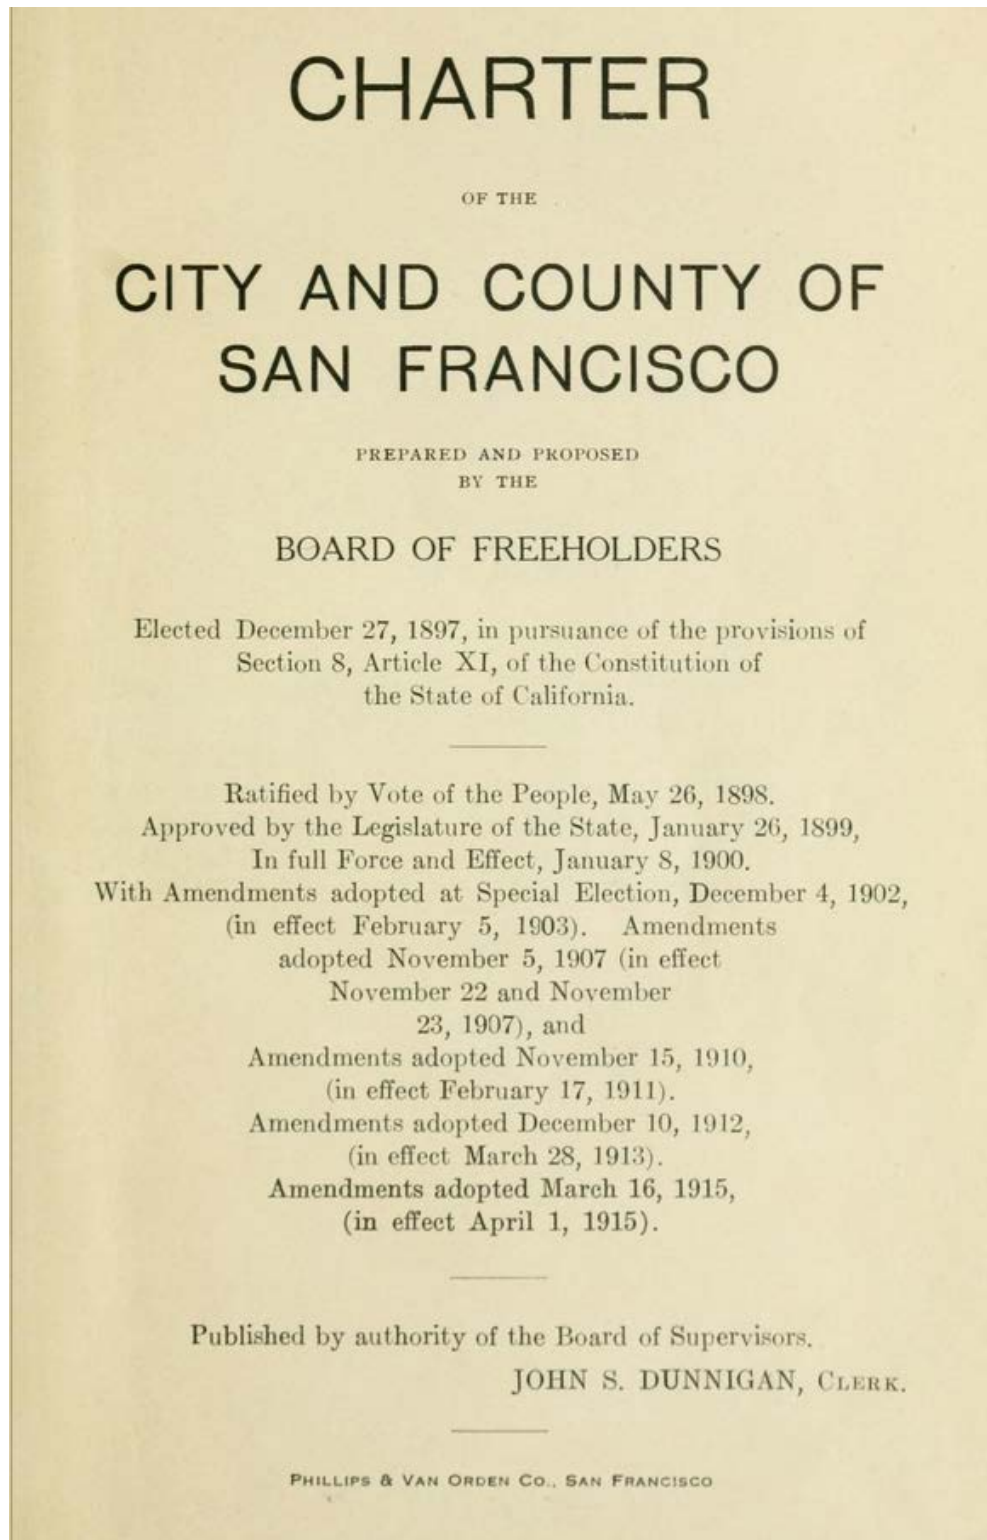 CHARTER
OF THE
CITY AND COUNTY OF
SAN FRANCISCO
PREPARED AND PROPOSED
BY THE
BOARD OF FREEHOLDERS
Elected December 27, 1897, in pursuance of the provisions of
Section 8, Article XI, of the Constitution of
the State of California.
Ratified by Vote of the People, May 26, 1898.
Approved by the Legislature of the State, January 26, 1899,
In full Force and Effect, January 8, 1900.
With Amendments adopted at Special Election, December 4, 1902,
(in effect February 5, 1903). Amendments
adopted November 5, 1907 (in effect
November 22 and November
23, 1907), and
Amendments adopted November 15, 1910,
(in effect February 17, 1911).
Amendments adopted December 10, 1912,
(in effect March 28, 1913).
Amendments adopted March 16, 1915,
(in effect April 1, 1915).
Published by authority of the Board of Supervisors.
JOHN S. DUNNIGAN, CLERK.
PHILLIPS & VAN ORDEN CO., SAN FRANCISCO